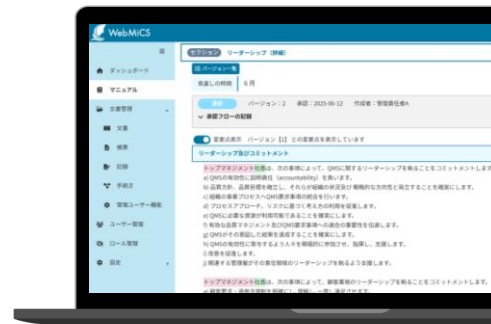 WebMiCS
ダッシュボード
マニュアル
文書管理
文書
様式
記録
手続き
管理ユーザー機能
ユーザー管理
ロール管理
設定
セクション リーダーシップ (詳細)
バージョン一覧
見直しの時期 6 月
バージョン:2 承認:2025-06-12 作成者:管理責任者A
承認フローの記録
変更点表示 バージョン【1】との変更点を表示しています
リーダーシップ及びコミットメント
トップマネジメント社長は、次の事項によって、QMSに関するリーダーシップを執ることをコミットメントします
a) QMSの有効性に説明責任 (accountability) を負います。
b) 品質方針、品質目標を確立し、それらが組織の状況及び戦略的な方向性と両立することを確実にします。
c) 組織の事業プロセスへQMS要求事項の統合を行います。
d) プロセスアプローチ、リスクに基づく考え方の利用を促進します。
e) QMSに必要な資源が利用可能であることを確実にします。
f) 有効な品質マネジメント及びQMS要求事項への適合の重要性を伝達します。
g) QMSがその意図した結果を達成することを確実にします。
h) QMSの有効性に寄与するよう人々を積極的に参加させ、指揮し、支援します。
i) 改善を促進します。
j) 関連する管理層がその責任領域のリーダーシップを執るよう支援します。
トップマネジメント社長は、次の事項によって、顧客重視のリーダーシップを執ることをコミットメントします。